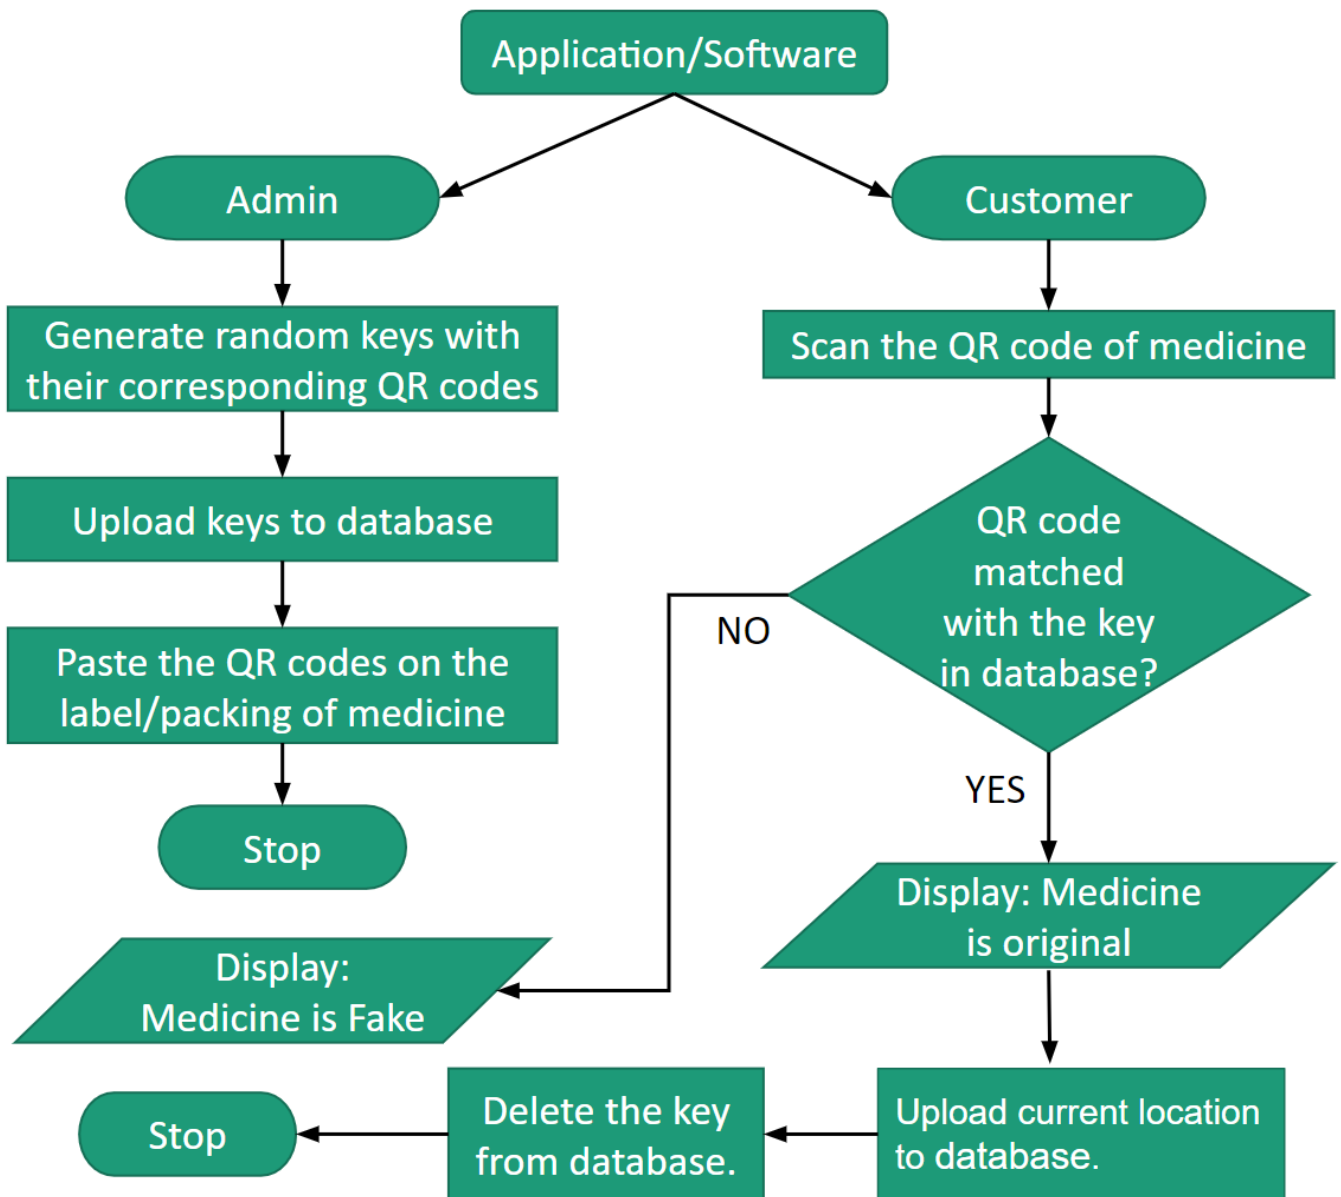 Application/Software
Admin
Customer
Generate random keys with
their corresponding QR codes
Scan the QR code of medicine
Upload keys to database
QR code
matched
with the key
in database?
NO
Paste the QR codes on the
label/packing of medicine
YES
Stop
Display: Medicine
is original
Display:
Medicine is Fake
Upload current location
to database.
Delete the key
from database.
Stop